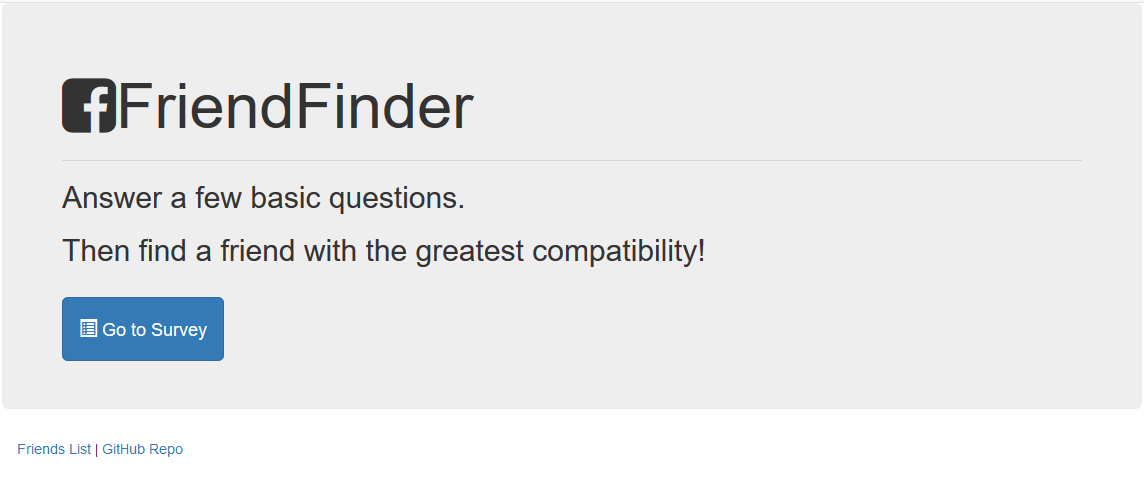 FriendFinder
Answer a few basic questions.
Then find a friend with the greatest compatibility!
Go to Survey
Friends List | GitHub Repo